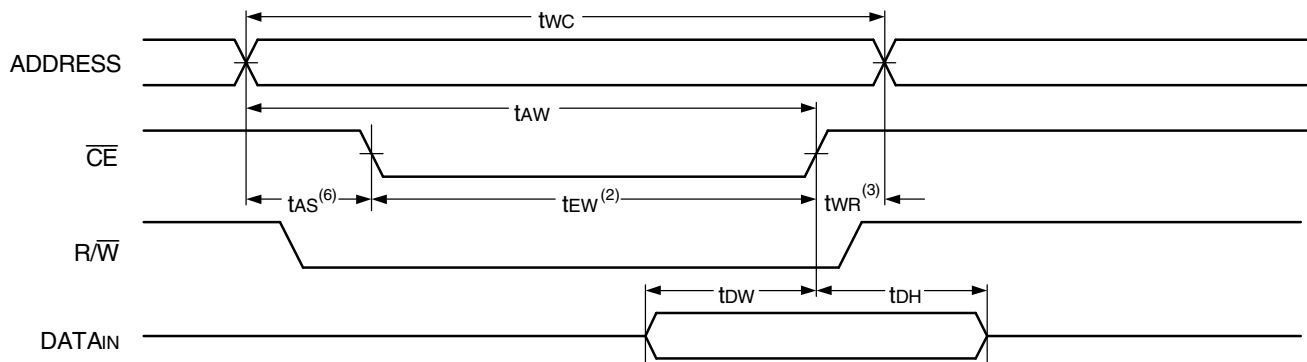 tWC
ADDRESS
tAW
CE
tAS(6)
tEW(2)
tWR(3)
R/W
tDW
tDH
DATAIN